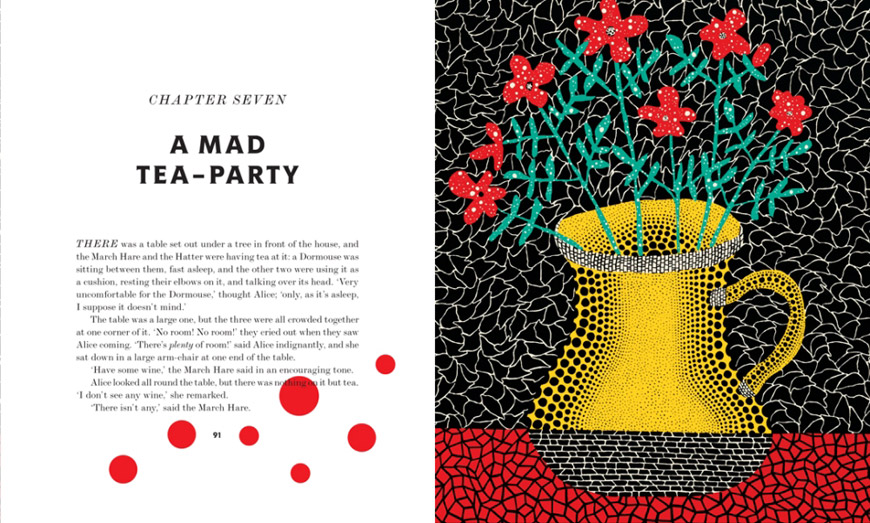 CHAPTER SEVEN
A MAD
TEA–PARTY
THERE was a table set out under a tree in front of the house, and
the March Hare and the Hatter were having tea at it: a Dormouse was
sitting between them, fast asleep, and the other two were using it as
a cushion, resting their elbows on it, and talking over its head. ‘Very
uncomfortable for the Dormouse,’ thought Alice; ‘only, as it’s asleep,
I suppose it doesn’t mind.’
The table was a large one, but the three were all crowded together
at one corner of it. ‘No room! No room!’ they cried out when they saw
Alice coming. ‘There’s plenty of room!’ said Alice indignantly, and she
sat down in a large arm-chair at one end of the table.
‘Have some wine,’ the March Hare said in an encouraging tone.
Alice looked all round the table, but there was nothing on it but tea.
‘I don’t see any wine,’ she remarked.
‘There isn’t any,’ said the March Hare.
91